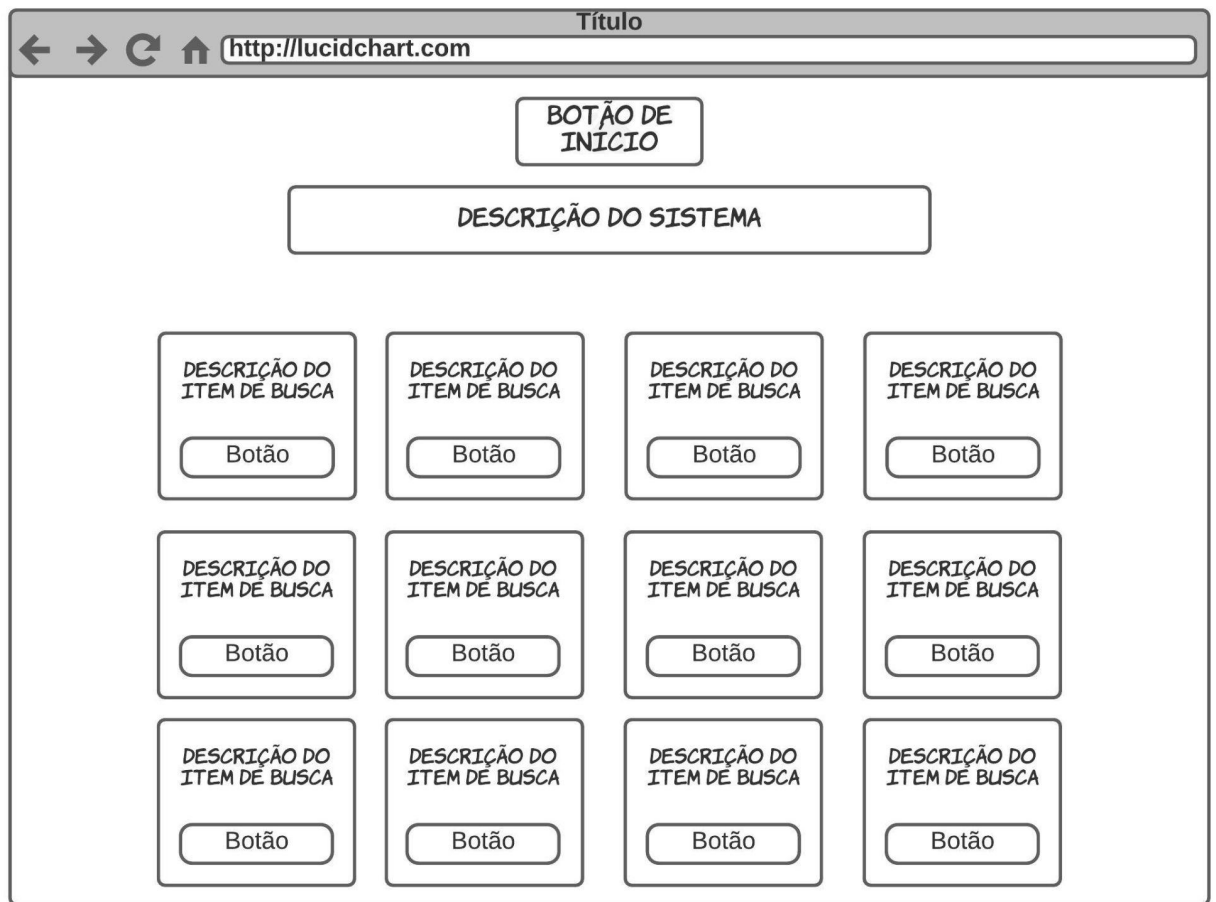 Título
http://lucidchart.com
BOTÃO DE
INÍCIO
DESCRIÇÃO DO SISTEMA
DESCRIÇÃO DO
ITEM DE BUSCA
Botão
DESCRIÇÃO DO
ITEM DE BUSCA
Botão
DESCRIÇÃO DO
ITEM DE BUSCA
Botão
DESCRIÇÃO DO
ITEM DE BUSCA
Botão
DESCRIÇÃO DO
ITEM DE BUSCA
Botão
DESCRIÇÃO DO
ITEM DE BUSCA
Botão
DESCRIÇÃO DO
ITEM DE BUSCA
Botão
DESCRIÇÃO DO
ITEM DE BUSCA
Botão
DESCRIÇÃO DO
ITEM DE BUSCA
Botão
DESCRIÇÃO DO
ITEM DE BUSCA
Botão
DESCRIÇÃO DO
ITEM DE BUSCA
Botão
DESCRIÇÃO DO
ITEM DE BUSCA
Botão